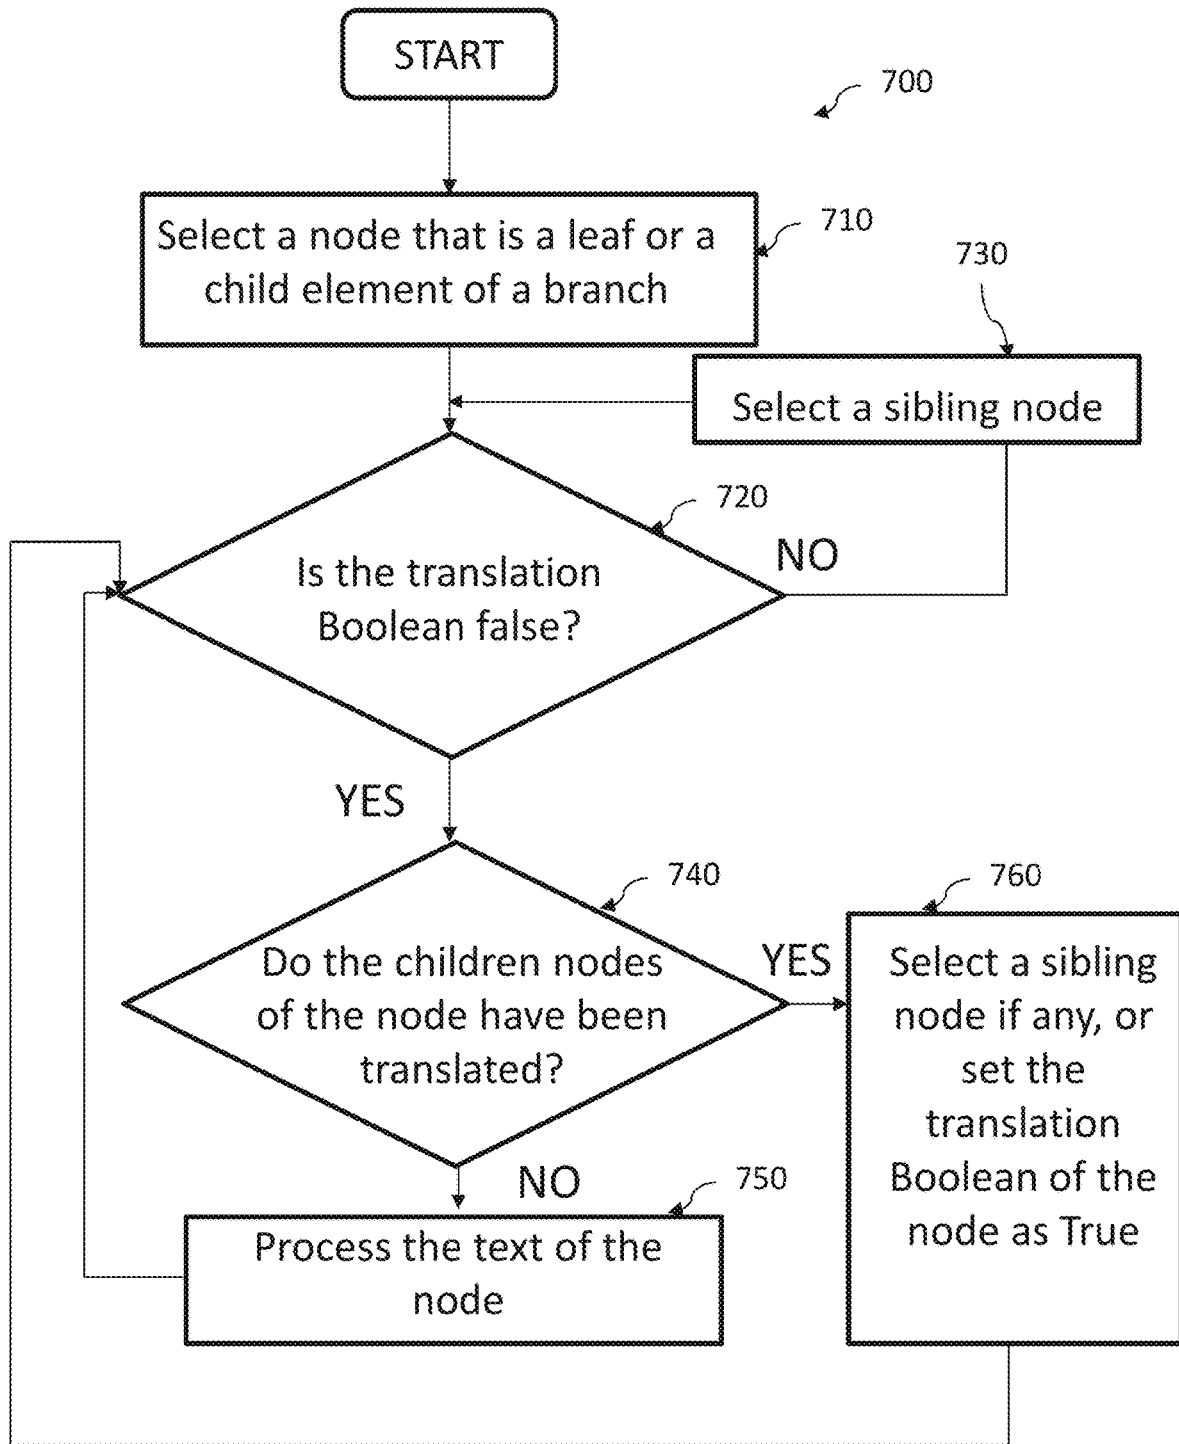 START
700
Select a node that is a leaf or a
child element of a branch
710
730
Select a sibling node
720
Is the translation
Boolean false?
NO
YES
740
Do the children nodes
of the node have been
translated?
YES
760
Select a sibling
node if any, or
set the
translation
Boolean of the
node as True
NO
750
Process the text of the
node